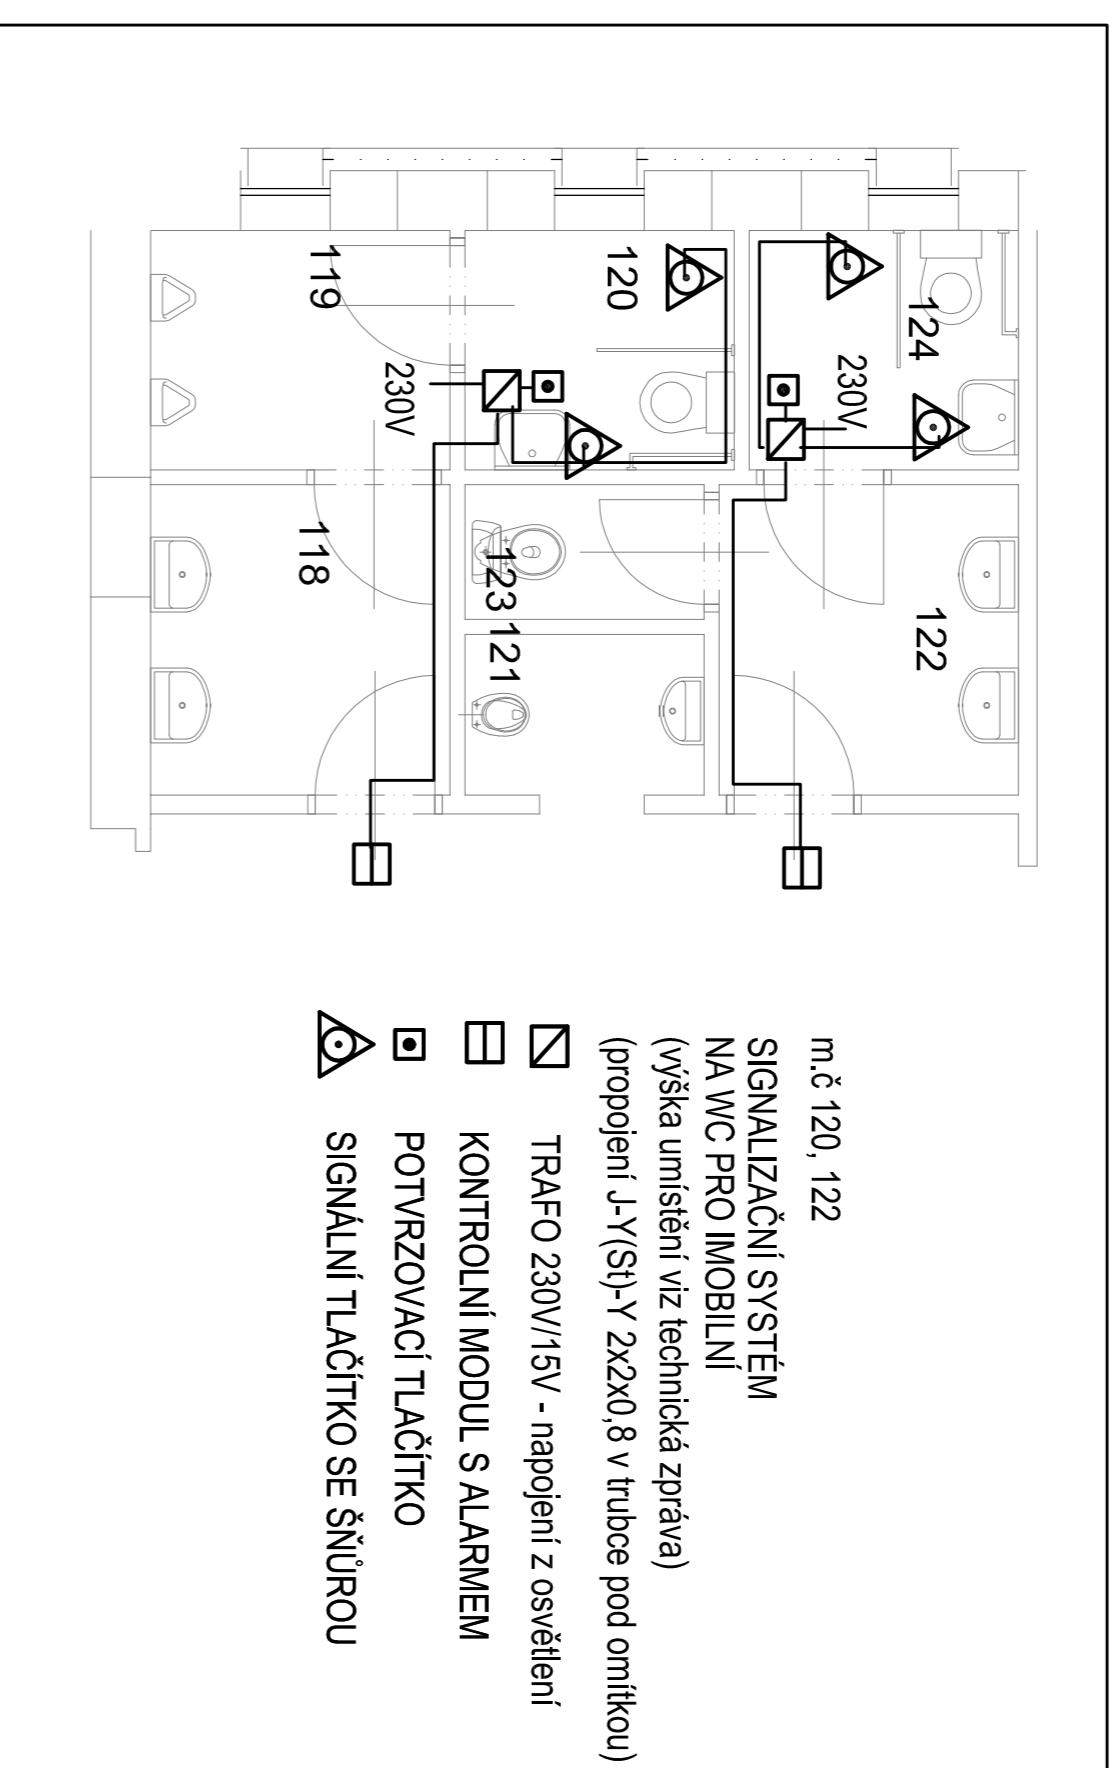 124
230V
122
120
123
121
119
230V
118
m.č 120, 122
SIGNALIZAČNÍ SYSTÉM
NA WC PRO IMOBILNÍ
(výška umístění viz technická zpráva)
(propojení J-Y(St)-Y 2x2x0,8 v trubce pod omítkou)
TRAFO 230V/15V - napojení z osvětlení
KONTROLNÍ MODUL S ALARMEM
POTVRZOVACÍ TLAČÍTKO
SIGNÁLNÍ TLAČÍTKO SE ŠŇŮROU